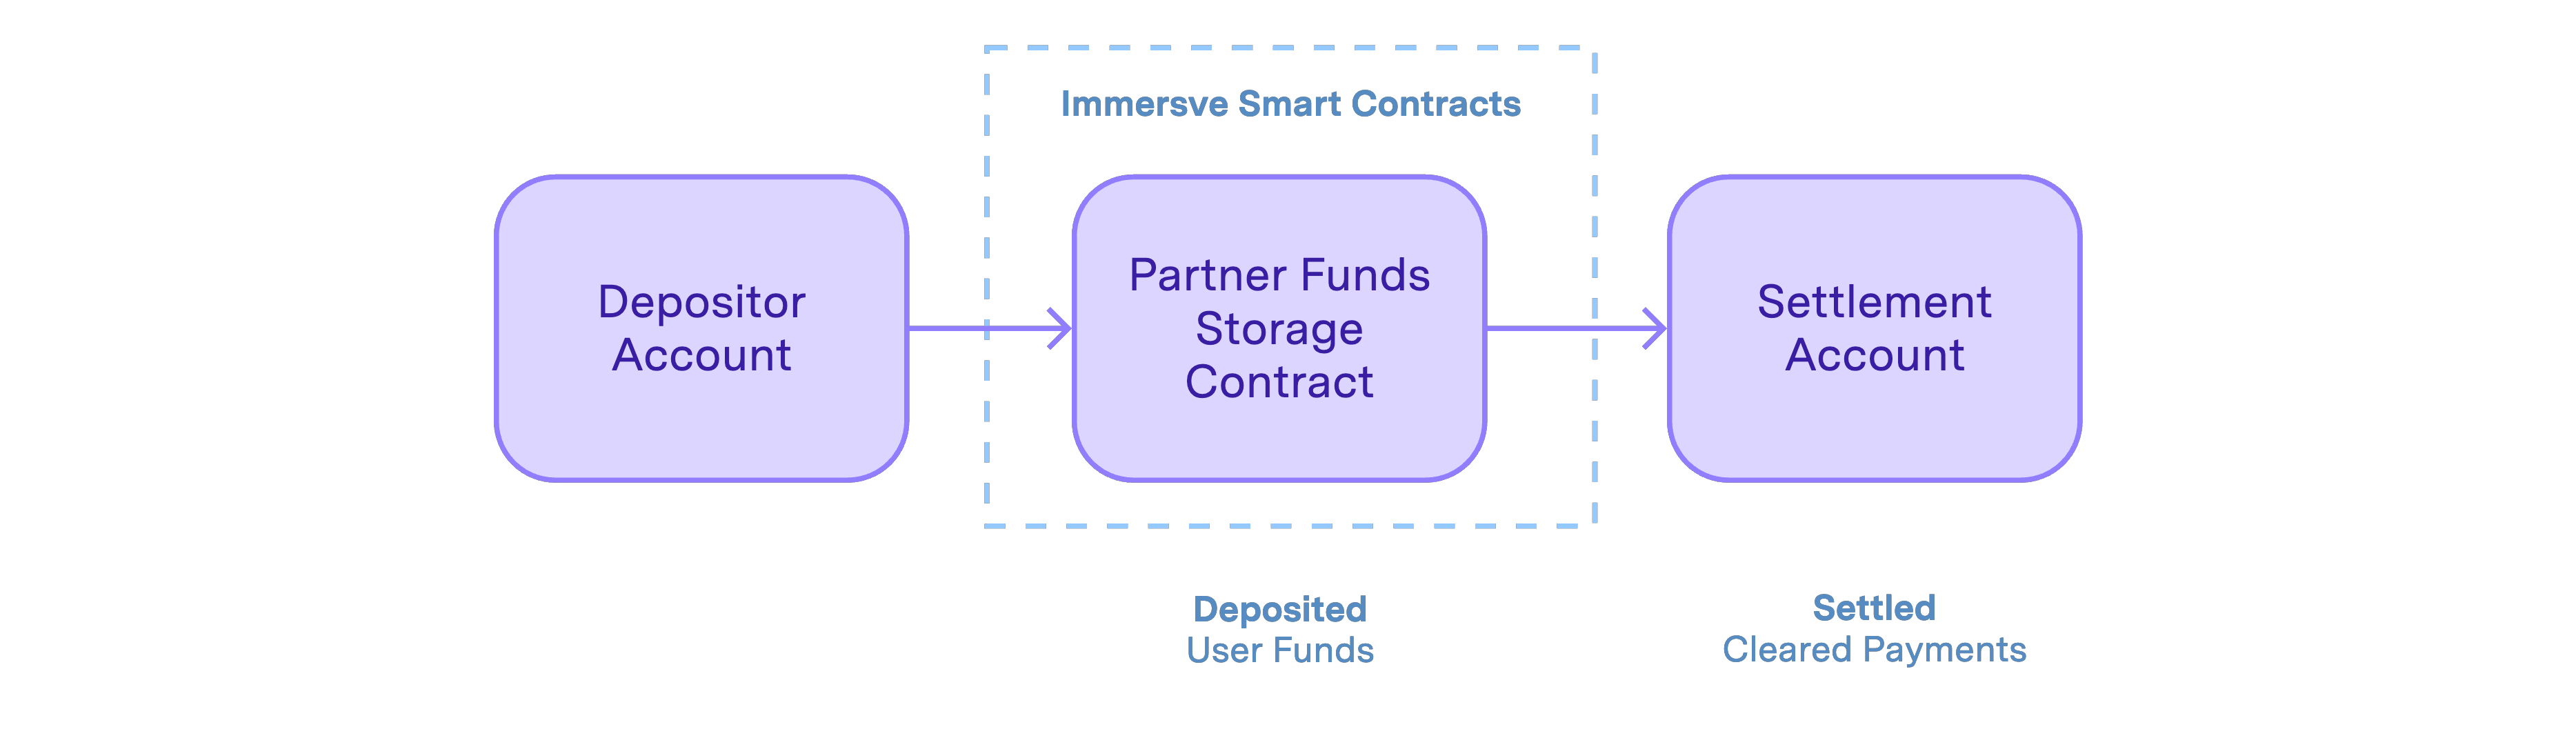 Immersve Smart Contracts
Depositor
Account
Partner Funds
Storage
Contract
Settlement
Account
Deposited
User Funds
Settled
Cleared Payments